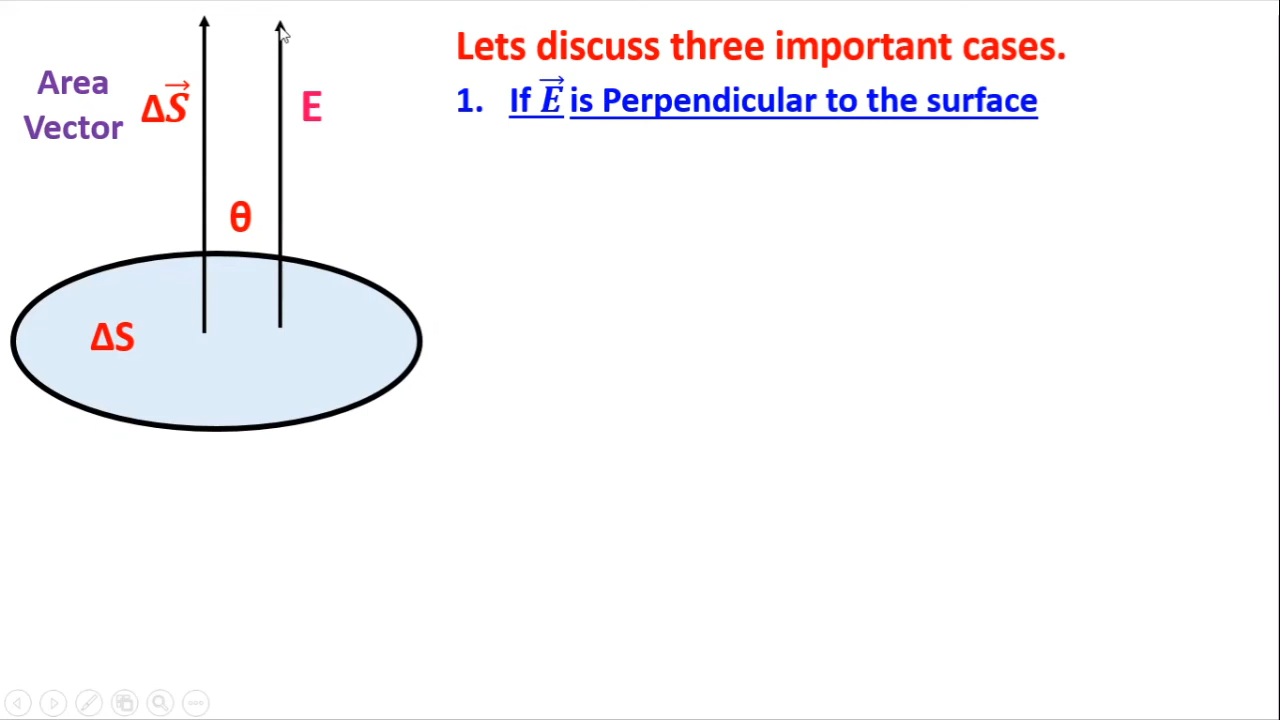 Lets discuss three important cases.
1. If E⃗ is Perpendicular to the surface
Area
Vector
ΔS⃗
E
θ
ΔS